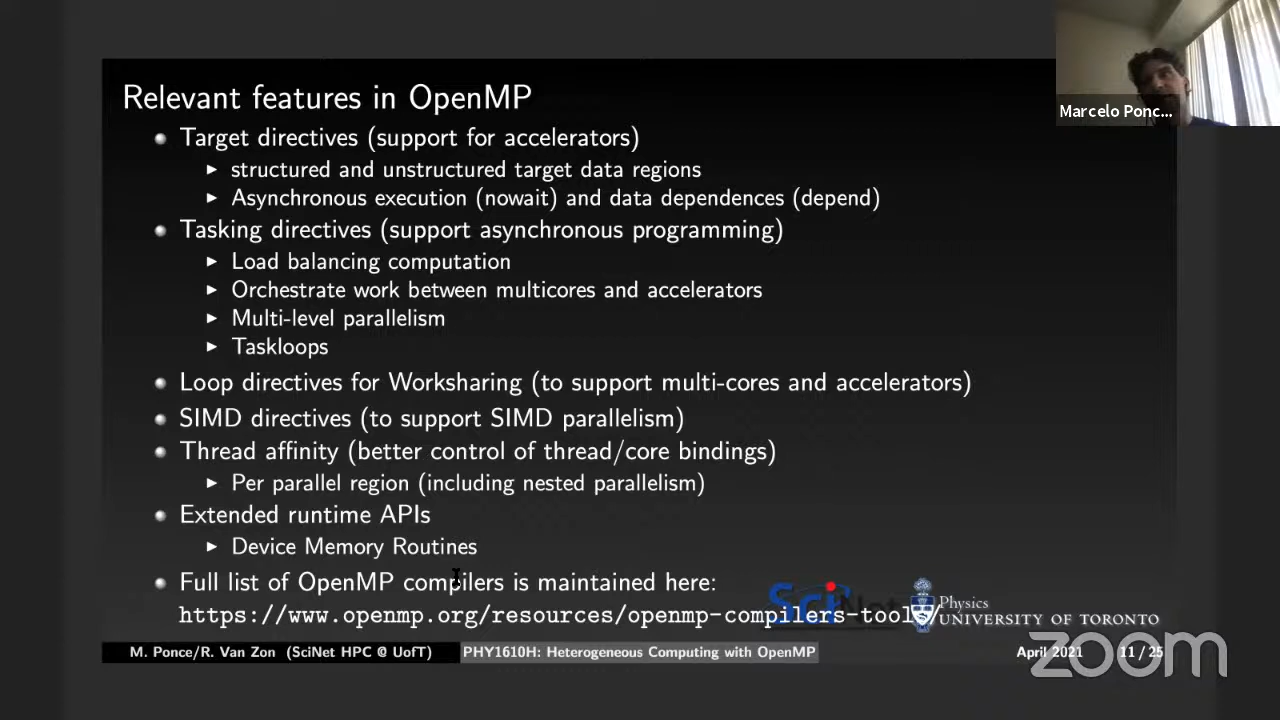 Relevant features in OpenMP
Target directives (support for accelerators)
structured and unstructured target data regions
Asynchronous execution (nowait) and data dependences (depend)
Tasking directives (support asynchronous programming)
Load balancing computation
Orchestrate work between multicores and accelerators
Multi-level parallelism
Taskloops
Loop directives for Worksharing (to support multi-cores and accelerators)
SIMD directives (to support SIMD parallelism)
Thread affinity (better control of thread/core bindings)
Per parallel region (including nested parallelism)
Extended runtime APIs
Device Memory Routines
Full list of OpenMP compilers is maintained here:
https://www.openmp.org/resources/openmp-compilers-tools/
SciNet
Physics
UNIVERSITY OF TORONTO
M. Ponce/R. Van Zon (SciNet HPC @ UofT)
PHY1610H: Heterogeneous Computing with OpenMP
April 2021
11 / 25
Marcelo Ponc...
zoom